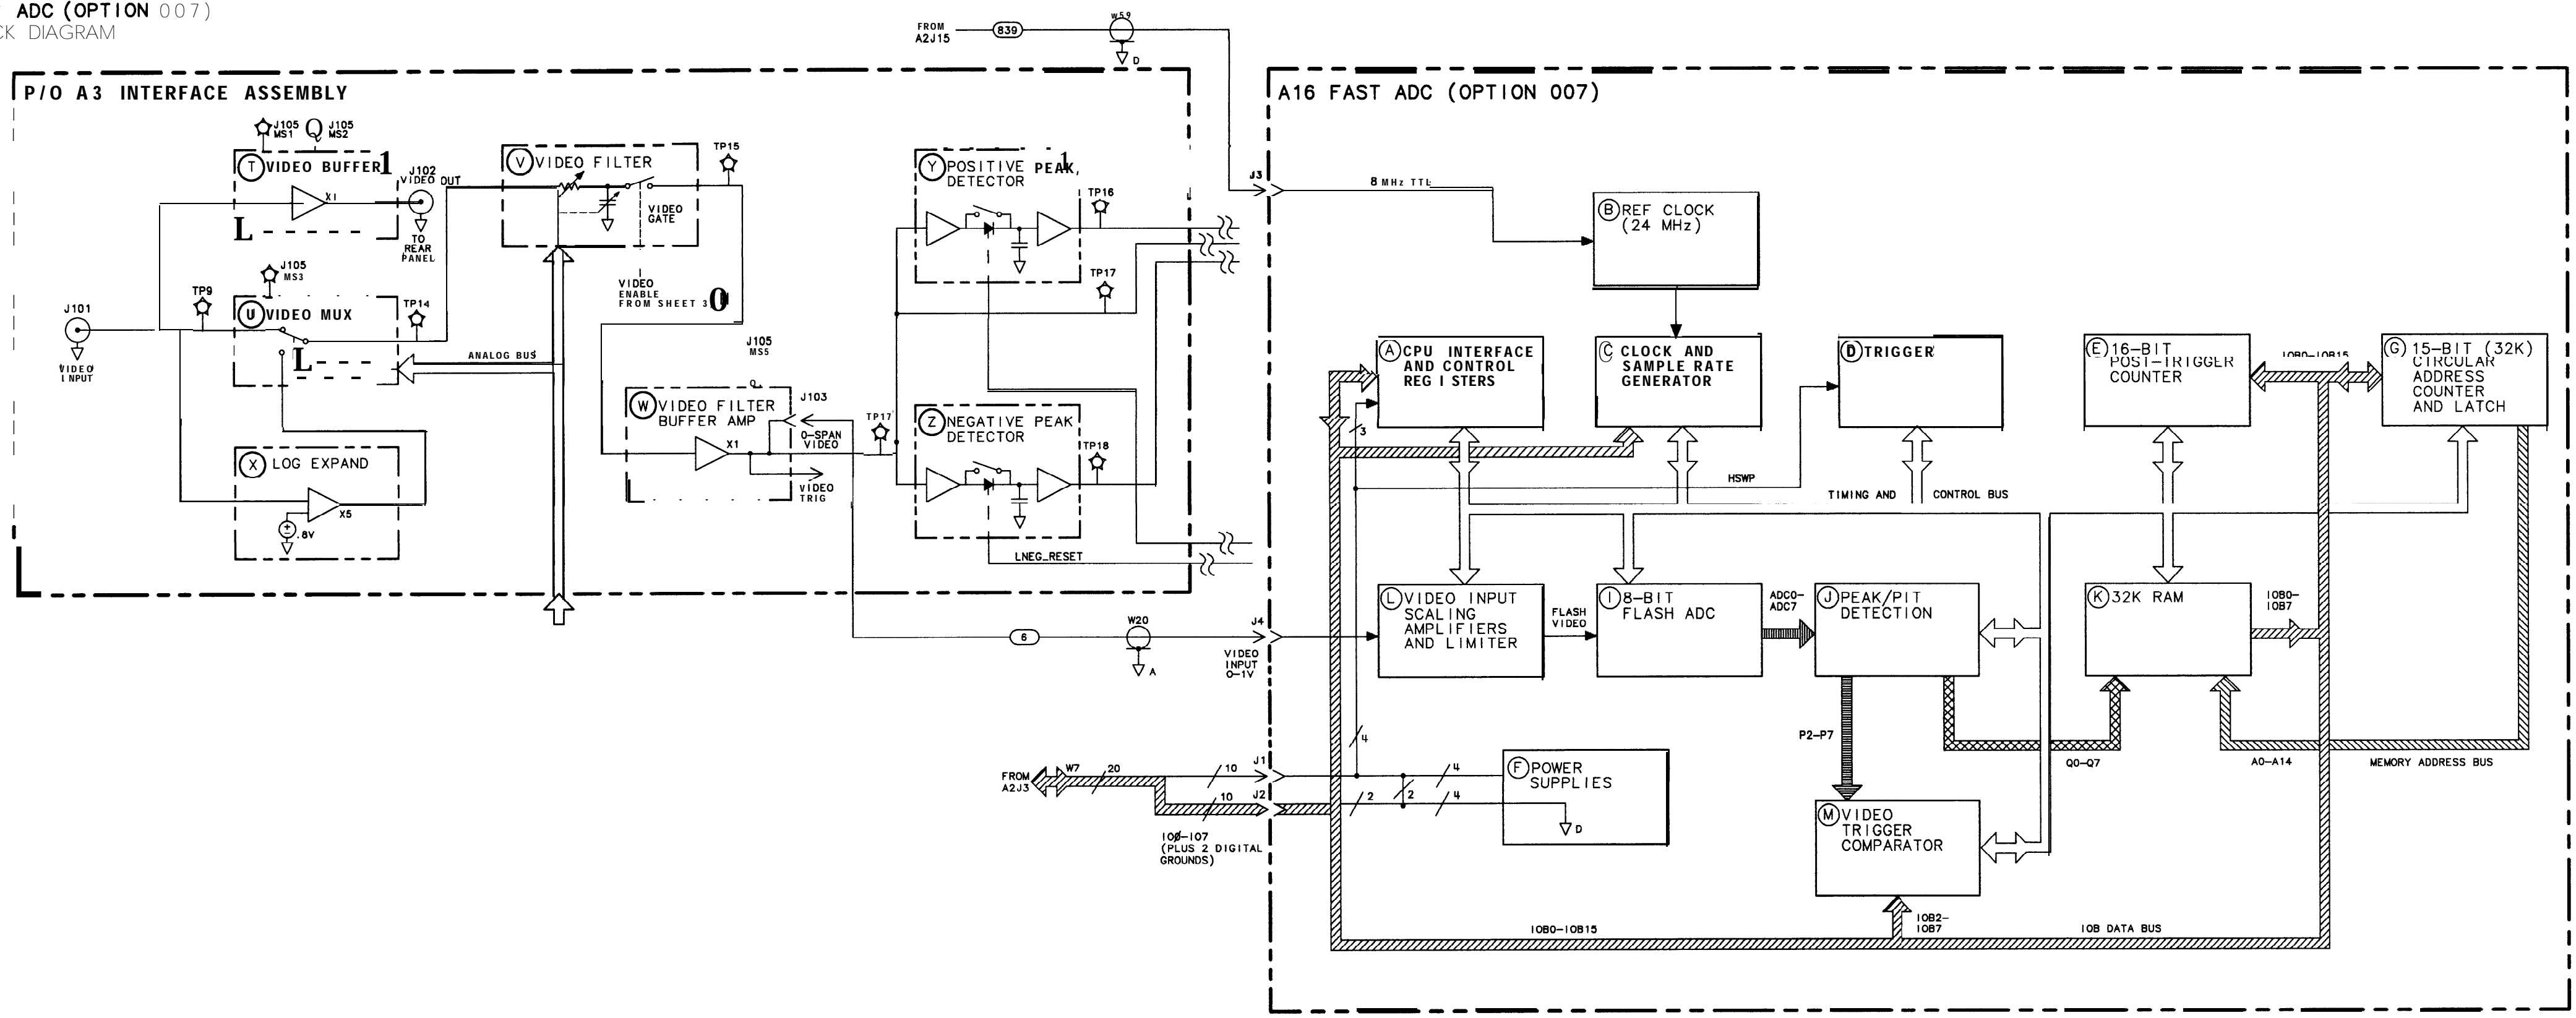 ADC (OPTION 007)
CK DIAGRAM
FROM
A2J15
839
W59
D
P/O A3 INTERFACE ASSEMBLY
J105
MS1
J105
MS2
T VIDEO BUFFER
X1
J102
VIDEO OUT
TO
REAR
PANEL
J101
VIDEO
INPUT
TP9
J105
MS3
U VIDEO MUX
TP14
ANALOG BUS
X LOG EXPAND
X5
.8V
V VIDEO FILTER
VIDEO
GATE
TP15
VIDEO
ENABLE
FROM SHEET 3
J105
MS5
W VIDEO FILTER
BUFFER AMP
X1
J103
0-SPAN
VIDEO
VIDEO
TRIG
TP17
Y POSITIVE PEAK
DETECTOR
TP16
TP17
Z NEGATIVE PEAK
DETECTOR
TP18
LNEG_RESET
6
W20
A
J4
VIDEO
INPUT
0-1V
FROM
A2J3
W7
20
10
J1
10
J2
IOØ-IO7
(PLUS 2 DIGITAL
GROUNDS)
A16 FAST ADC (OPTION 007)
J3
8 MHz TTL
B REF CLOCK
(24 MHz)
A CPU INTERFACE
AND CONTROL
REGISTERS
3
C CLOCK AND
SAMPLE RATE
GENERATOR
D TRIGGER
E 16-BIT
POST-TRIGGER
COUNTER
IOB0-IOB15
G 15-BIT (32K)
CIRCULAR
ADDRESS
COUNTER
AND LATCH
HSWP
TIMING AND CONTROL BUS
L VIDEO INPUT
SCALING
AMPLIFIERS
AND LIMITER
FLASH
VIDEO
I 8-BIT
FLASH ADC
ADC0-
ADC7
J PEAK/PIT
DETECTION
K 32K RAM
IOB0-
IOB7
4
P2-P7
Q0-Q7
A0-A14
MEMORY ADDRESS BUS
4
F POWER
SUPPLIES
2
2
4
D
M VIDEO
TRIGGER
COMPARATOR
IOB0-IOB15
IOB2-
IOB7
IOB DATA BUS